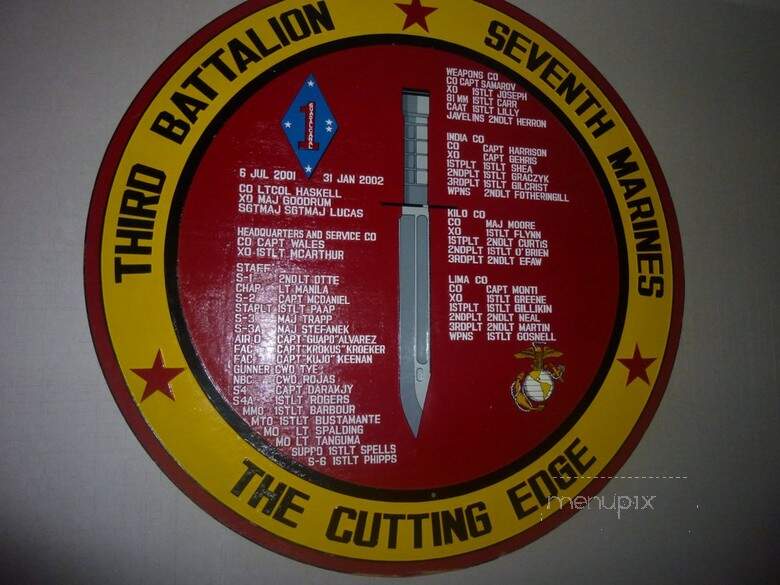 THIRD BATTALION
SEVENTH MARINES
1
GUADALCANAL
6 JUL 2001 31 JAN 2002
CO LTCOL HASKELL
XO MAJ GOODRUM
SGTMAJ SGTMAJ LUCAS
HEADQUARTERS AND SERVICE CO
CO CAPT WALES
XO 1STLT MCARTHUR
STAFF
S-1 2NDLT OTTE
CHAP LT MANILA
S-2 CAPT MCDANIEL
STAPLT 1STLT PAAP
S-3 MAJ TRAPP
S-3A MAJ STEFANEK
AIR O CAPT "GUAPO" ALVAREZ
FAC CAPT "KROKUS" KROEKER
FAC CAPT "KUJO" KEENAN
GUNNER CWO TYE
NBC CWO ROJAS
S4 CAPT DARAKJY
S4A 1STLT ROGERS
MMO 1STLT BARBOUR
MTO 1STLT BUSTAMANTE
MO LT SPALDING
MO LT TANGUMA
SUPPO 1STLT SPELLS
S-6 1STLT PHIPPS
WEAPONS CO
CO CAPT SAMAROV
XO 1STLT JOSEPH
81 MM 1STLT CARR
CAAT 1STLT LILLY
JAVELINS 2NDLT HERRON
INDIA CO
CO CAPT HARRISON
XO CAPT GEHRIS
1STPLT 1STLT SHEA
2NDPLT 1STLT GRACZYK
3RDPLT 1STLT GILCRIST
WPNS 2NDLT FOTHERINGILL
KILO CO
CO MAJ MOORE
XO 1STLT FLYNN
1STPLT 2NDLT CURTIS
2NDPLT 1STLT O'BRIEN
3RDPLT 2NDLT EFAW
LIMA CO
CO CAPT MONTI
XO 1STLT GREENE
1STPLT 1STLT GILLIKIN
2NDPLT 2NDLT NEAL
3RDPLT 2NDLT MARTIN
WPNS 1STLT GOSNELL
THE CUTTING EDGE
menupix